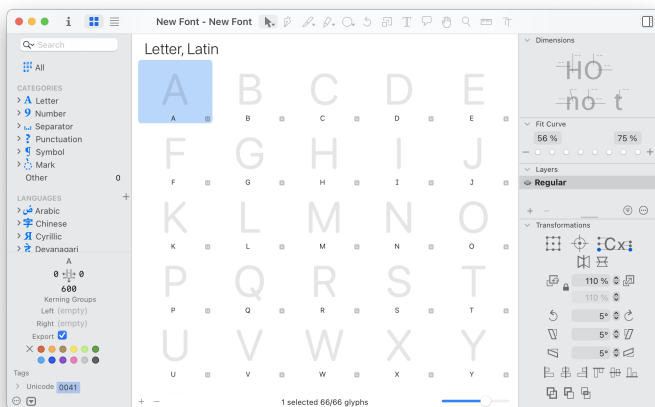 New Font - New Font
Search
All
CATEGORIES
Letter
Number
Separator
Punctuation
Symbol
Mark
Other 0
LANGUAGES
Arabic
Chinese
Cyrillic
Devanagari
A
0 0
600
Kerning Groups
Left (empty)
Right (empty)
Export
Tags
Unicode 0041
Letter, Latin
A B C D E
A B C D E
F G H I J
F G H I J
K L M N O
K L M N O
P Q R S T
P Q R S T
U V W X Y
U V W X Y
1 selected 66/66 glyphs
Dimensions
HO
no t
Fit Curve
56 % 75 %
Layers
Regular
Transformations
110 %
110 %
5°
5°
5°